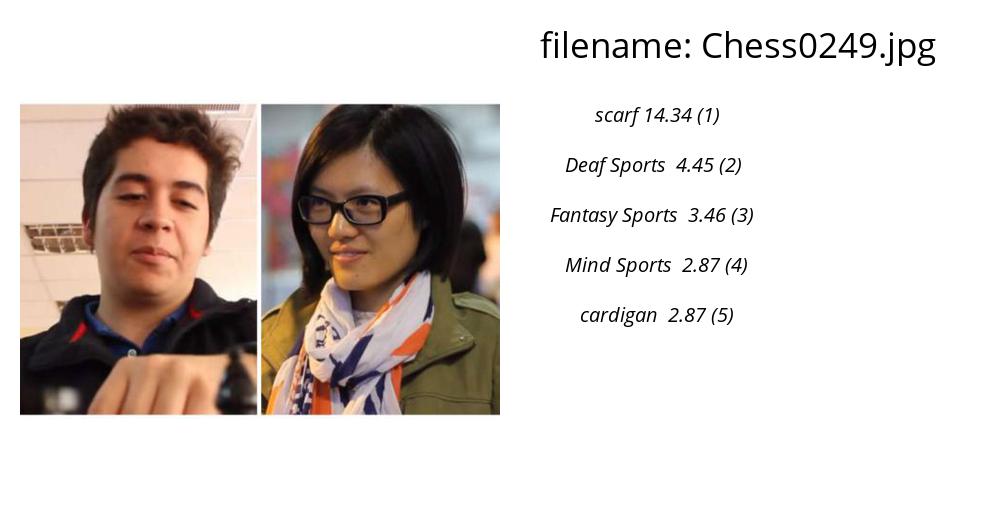 filename: Chess0249.jpg
scarf 14.34 (1)
Deaf Sports 4.45 (2)
Fantasy Sports 3.46 (3)
Mind Sports 2.87 (4)
cardigan 2.87 (5)